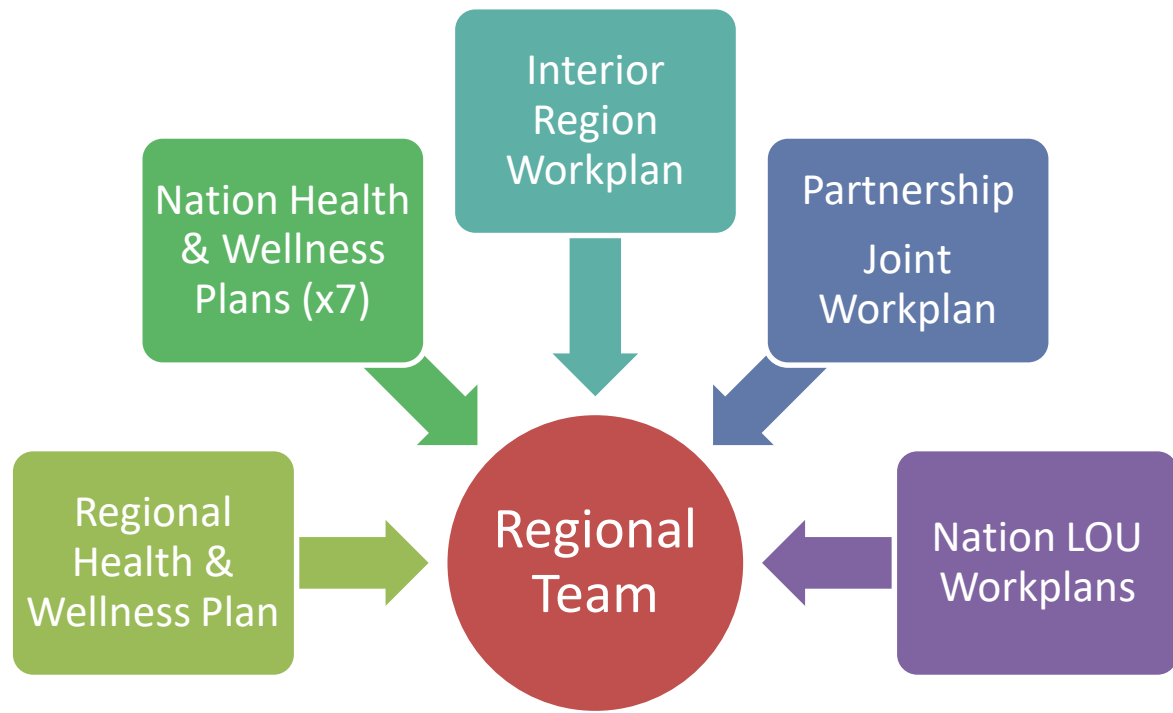 Interior
Region
Workplan
Nation Health
& Wellness
Plans (x7)
Partnership
Joint
Workplan
Regional
Health &
Wellness Plan
Regional
Team
Nation LOU
Workplans